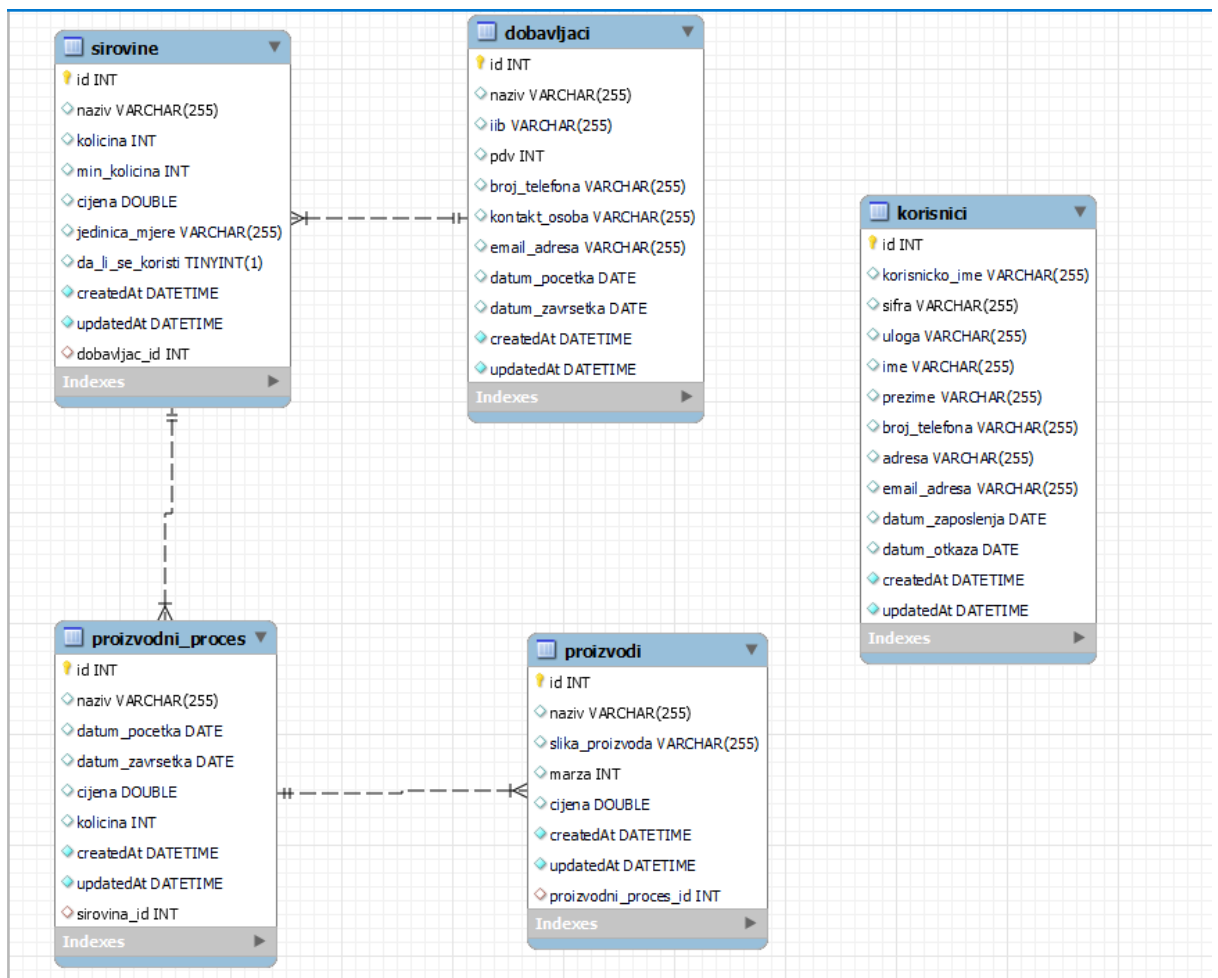 sirovine
id INT
naziv VARCHAR(255)
kolicina INT
min_kolicina INT
cijena DOUBLE
jedinica_mjere VARCHAR(255)
da_li_se_koristi TINYINT(1)
createdAt DATETIME
updatedAt DATETIME
dobavljac_id INT
Indexes
dobavljaci
id INT
naziv VARCHAR(255)
iib VARCHAR(255)
pdv INT
broj_telefona VARCHAR(255)
kontakt_osoba VARCHAR(255)
email_adresa VARCHAR(255)
datum_pocetka DATE
datum_zavrsetka DATE
createdAt DATETIME
updatedAt DATETIME
Indexes
korisnici
id INT
korisnicko_ime VARCHAR(255)
sifra VARCHAR(255)
uloga VARCHAR(255)
ime VARCHAR(255)
prezime VARCHAR(255)
broj_telefona VARCHAR(255)
adresa VARCHAR(255)
email_adresa VARCHAR(255)
datum_zaposlenja DATE
datum_otkaza DATE
createdAt DATETIME
updatedAt DATETIME
Indexes
proizvodni_proces
id INT
naziv VARCHAR(255)
datum_pocetka DATE
datum_zavrsetka DATE
cijena DOUBLE
kolicina INT
createdAt DATETIME
updatedAt DATETIME
sirovina_id INT
Indexes
proizvodi
id INT
naziv VARCHAR(255)
slika_proizvoda VARCHAR(255)
marza INT
cijena DOUBLE
createdAt DATETIME
updatedAt DATETIME
proizvodni_proces_id INT
Indexes